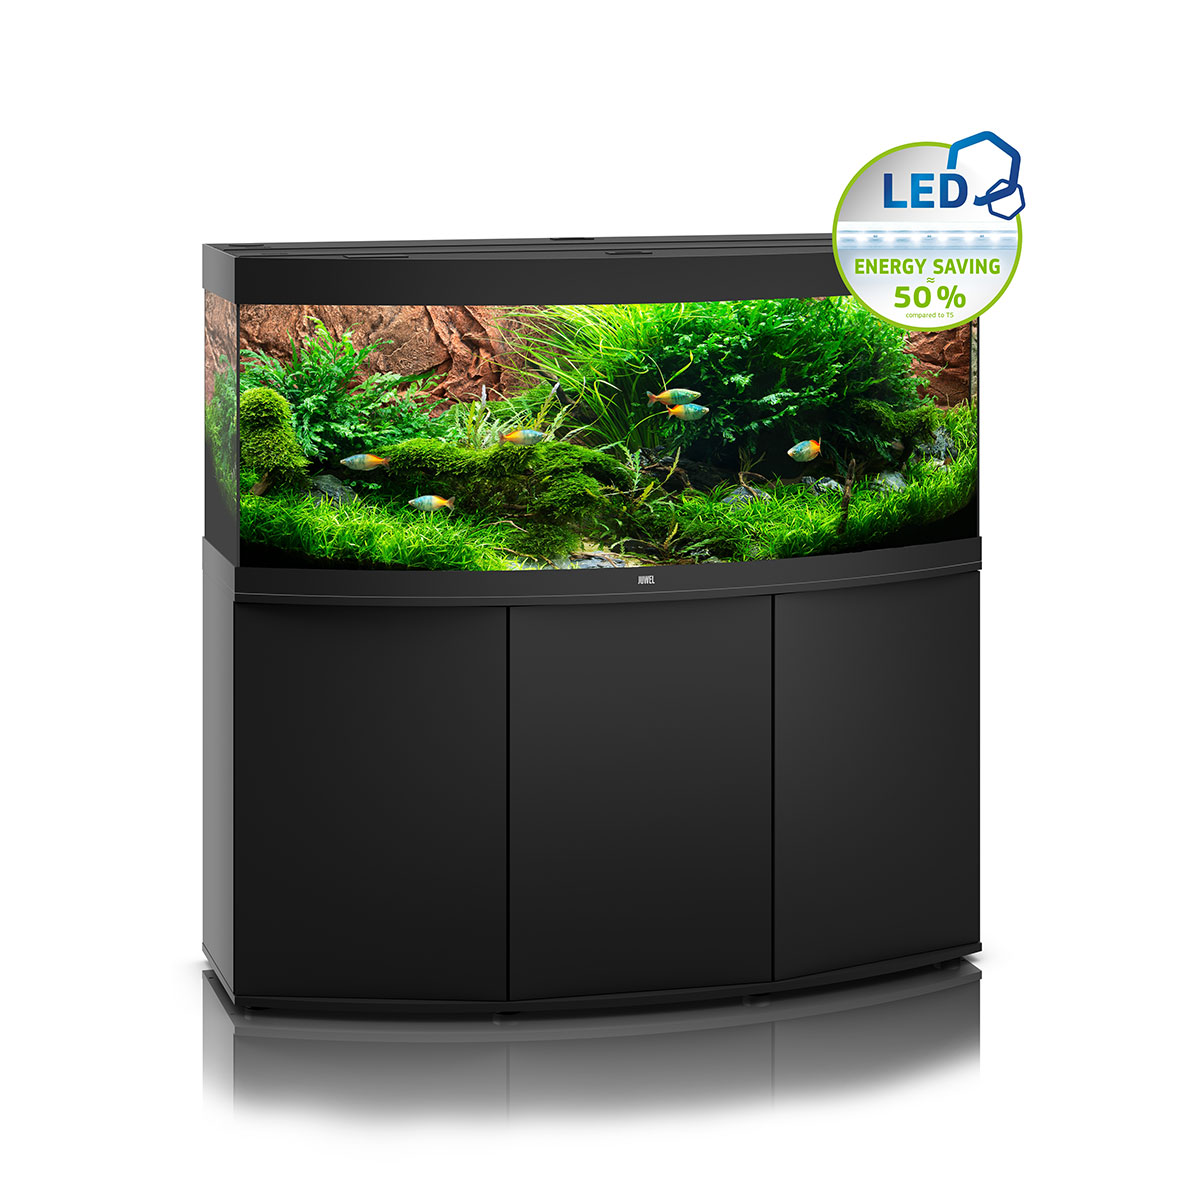 LED
ENERGY SAVING
≈
50%
compared to T5
JUWEL